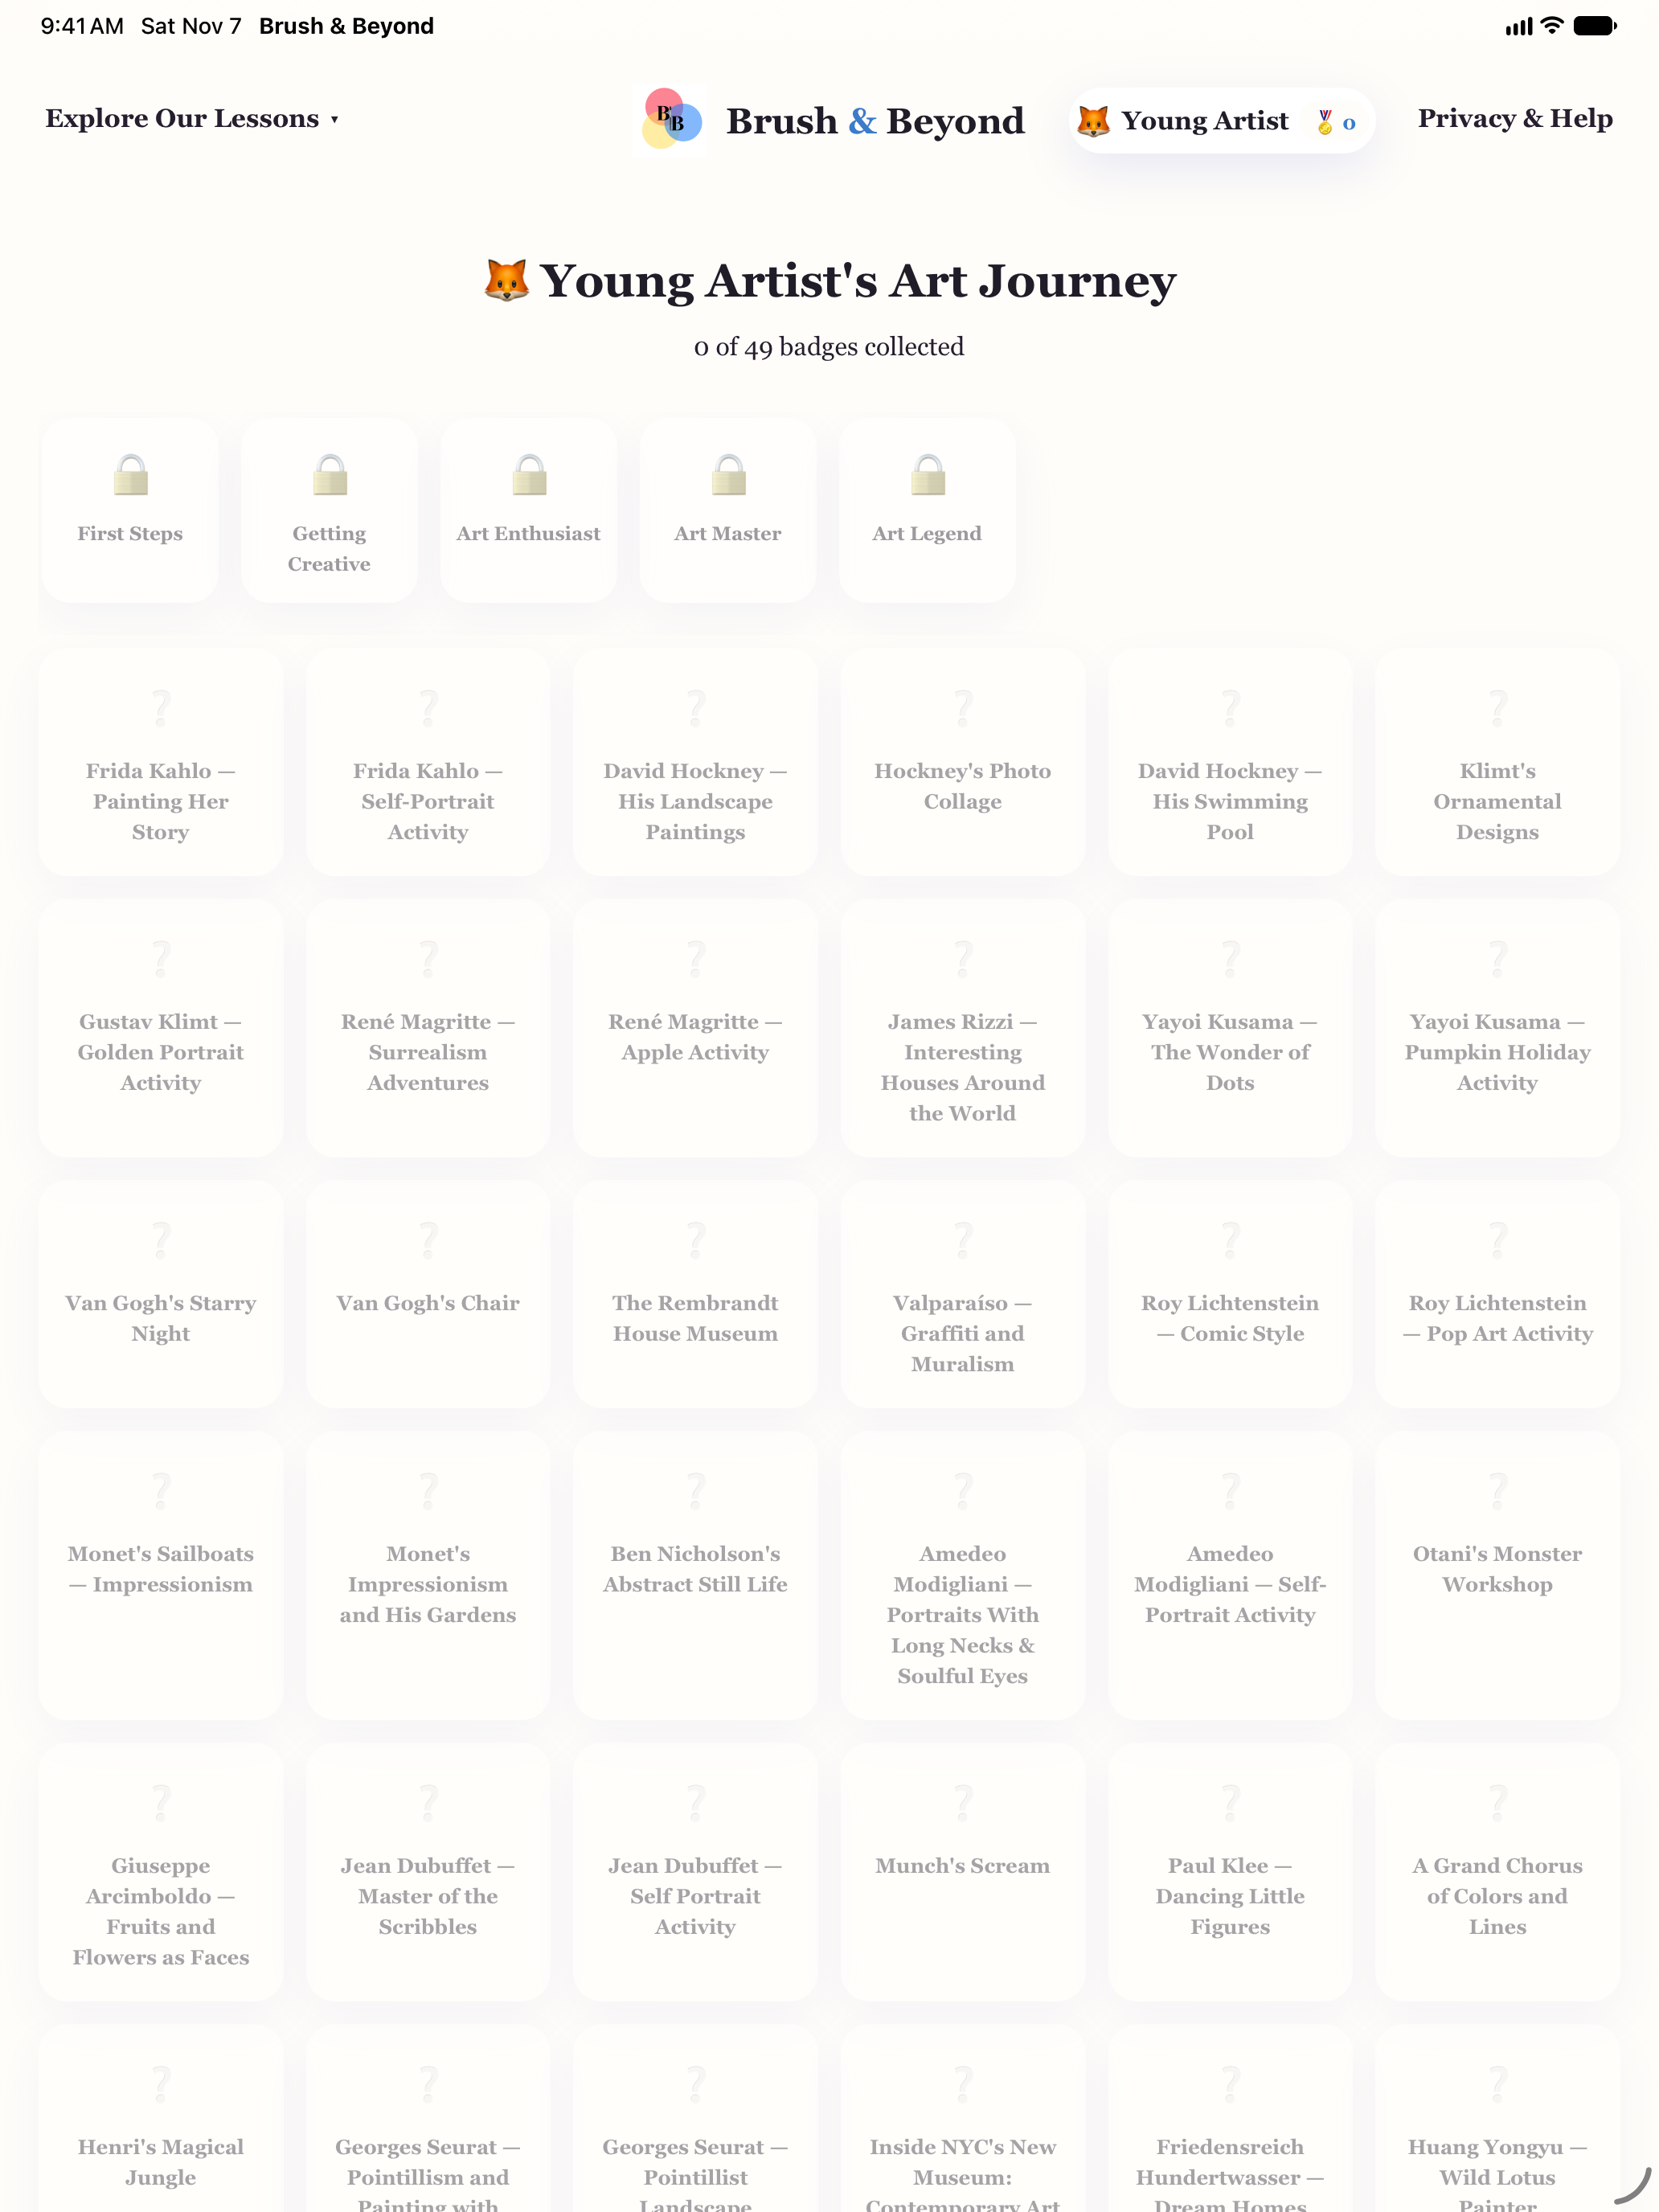 9:41 AM Sat Nov 7 Brush & Beyond
Explore Our Lessons ▾
B B
Brush & Beyond
Young Artist 0
Privacy & Help
Young Artist's Art Journey
0 of 49 badges collected
First Steps
Getting
Creative
Art Enthusiast
Art Master
Art Legend
?
Frida Kahlo —
Painting Her
Story
?
Frida Kahlo —
Self-Portrait
Activity
?
David Hockney —
His Landscape
Paintings
?
Hockney's Photo
Collage
?
David Hockney —
His Swimming
Pool
?
Klimt's
Ornamental
Designs
?
Gustav Klimt —
Golden Portrait
Activity
?
René Magritte —
Surrealism
Adventures
?
René Magritte —
Apple Activity
?
James Rizzi —
Interesting
Houses Around
the World
?
Yayoi Kusama —
The Wonder of
Dots
?
Yayoi Kusama —
Pumpkin Holiday
Activity
?
Van Gogh's Starry
Night
?
Van Gogh's Chair
?
The Rembrandt
House Museum
?
Valparaíso —
Graffiti and
Muralism
?
Roy Lichtenstein
— Comic Style
?
Roy Lichtenstein
— Pop Art Activity
?
Monet's Sailboats
— Impressionism
?
Monet's
Impressionism
and His Gardens
?
Ben Nicholson's
Abstract Still Life
?
Amedeo
Modigliani —
Portraits With
Long Necks &
Soulful Eyes
?
Amedeo
Modigliani — Self-
Portrait Activity
?
Otani's Monster
Workshop
?
Giuseppe
Arcimboldo —
Fruits and
Flowers as Faces
?
Jean Dubuffet —
Master of the
Scribbles
?
Jean Dubuffet —
Self Portrait
Activity
?
Munch's Scream
?
Paul Klee —
Dancing Little
Figures
?
A Grand Chorus
of Colors and
Lines
?
Henri's Magical
Jungle
?
Georges Seurat —
Pointillism and
Painting with
?
Georges Seurat —
Pointillist
Landscape
?
Inside NYC's New
Museum:
Contemporary Art
?
Friedensreich
Hundertwasser —
Dream Homes
?
Huang Yongyu —
Wild Lotus
Painter